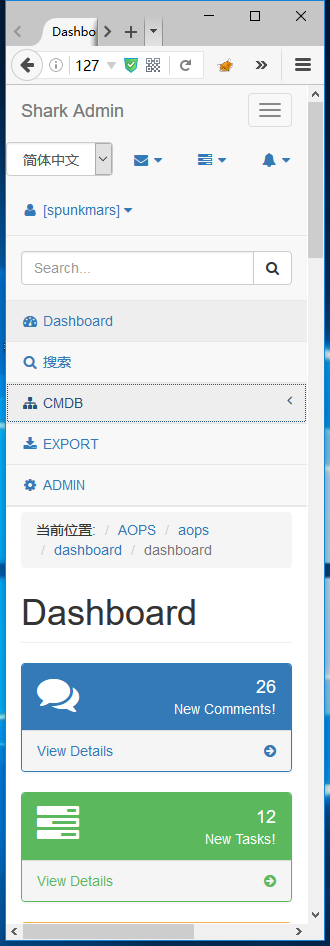 Dashbo
127
Shark Admin
简体中文
[spunkmars]
Search...
Dashboard
搜索
CMDB
EXPORT
ADMIN
当前位置: / AOPS / aops
/ dashboard / dashboard
Dashboard
26
New Comments!
View Details
12
New Tasks!
View Details